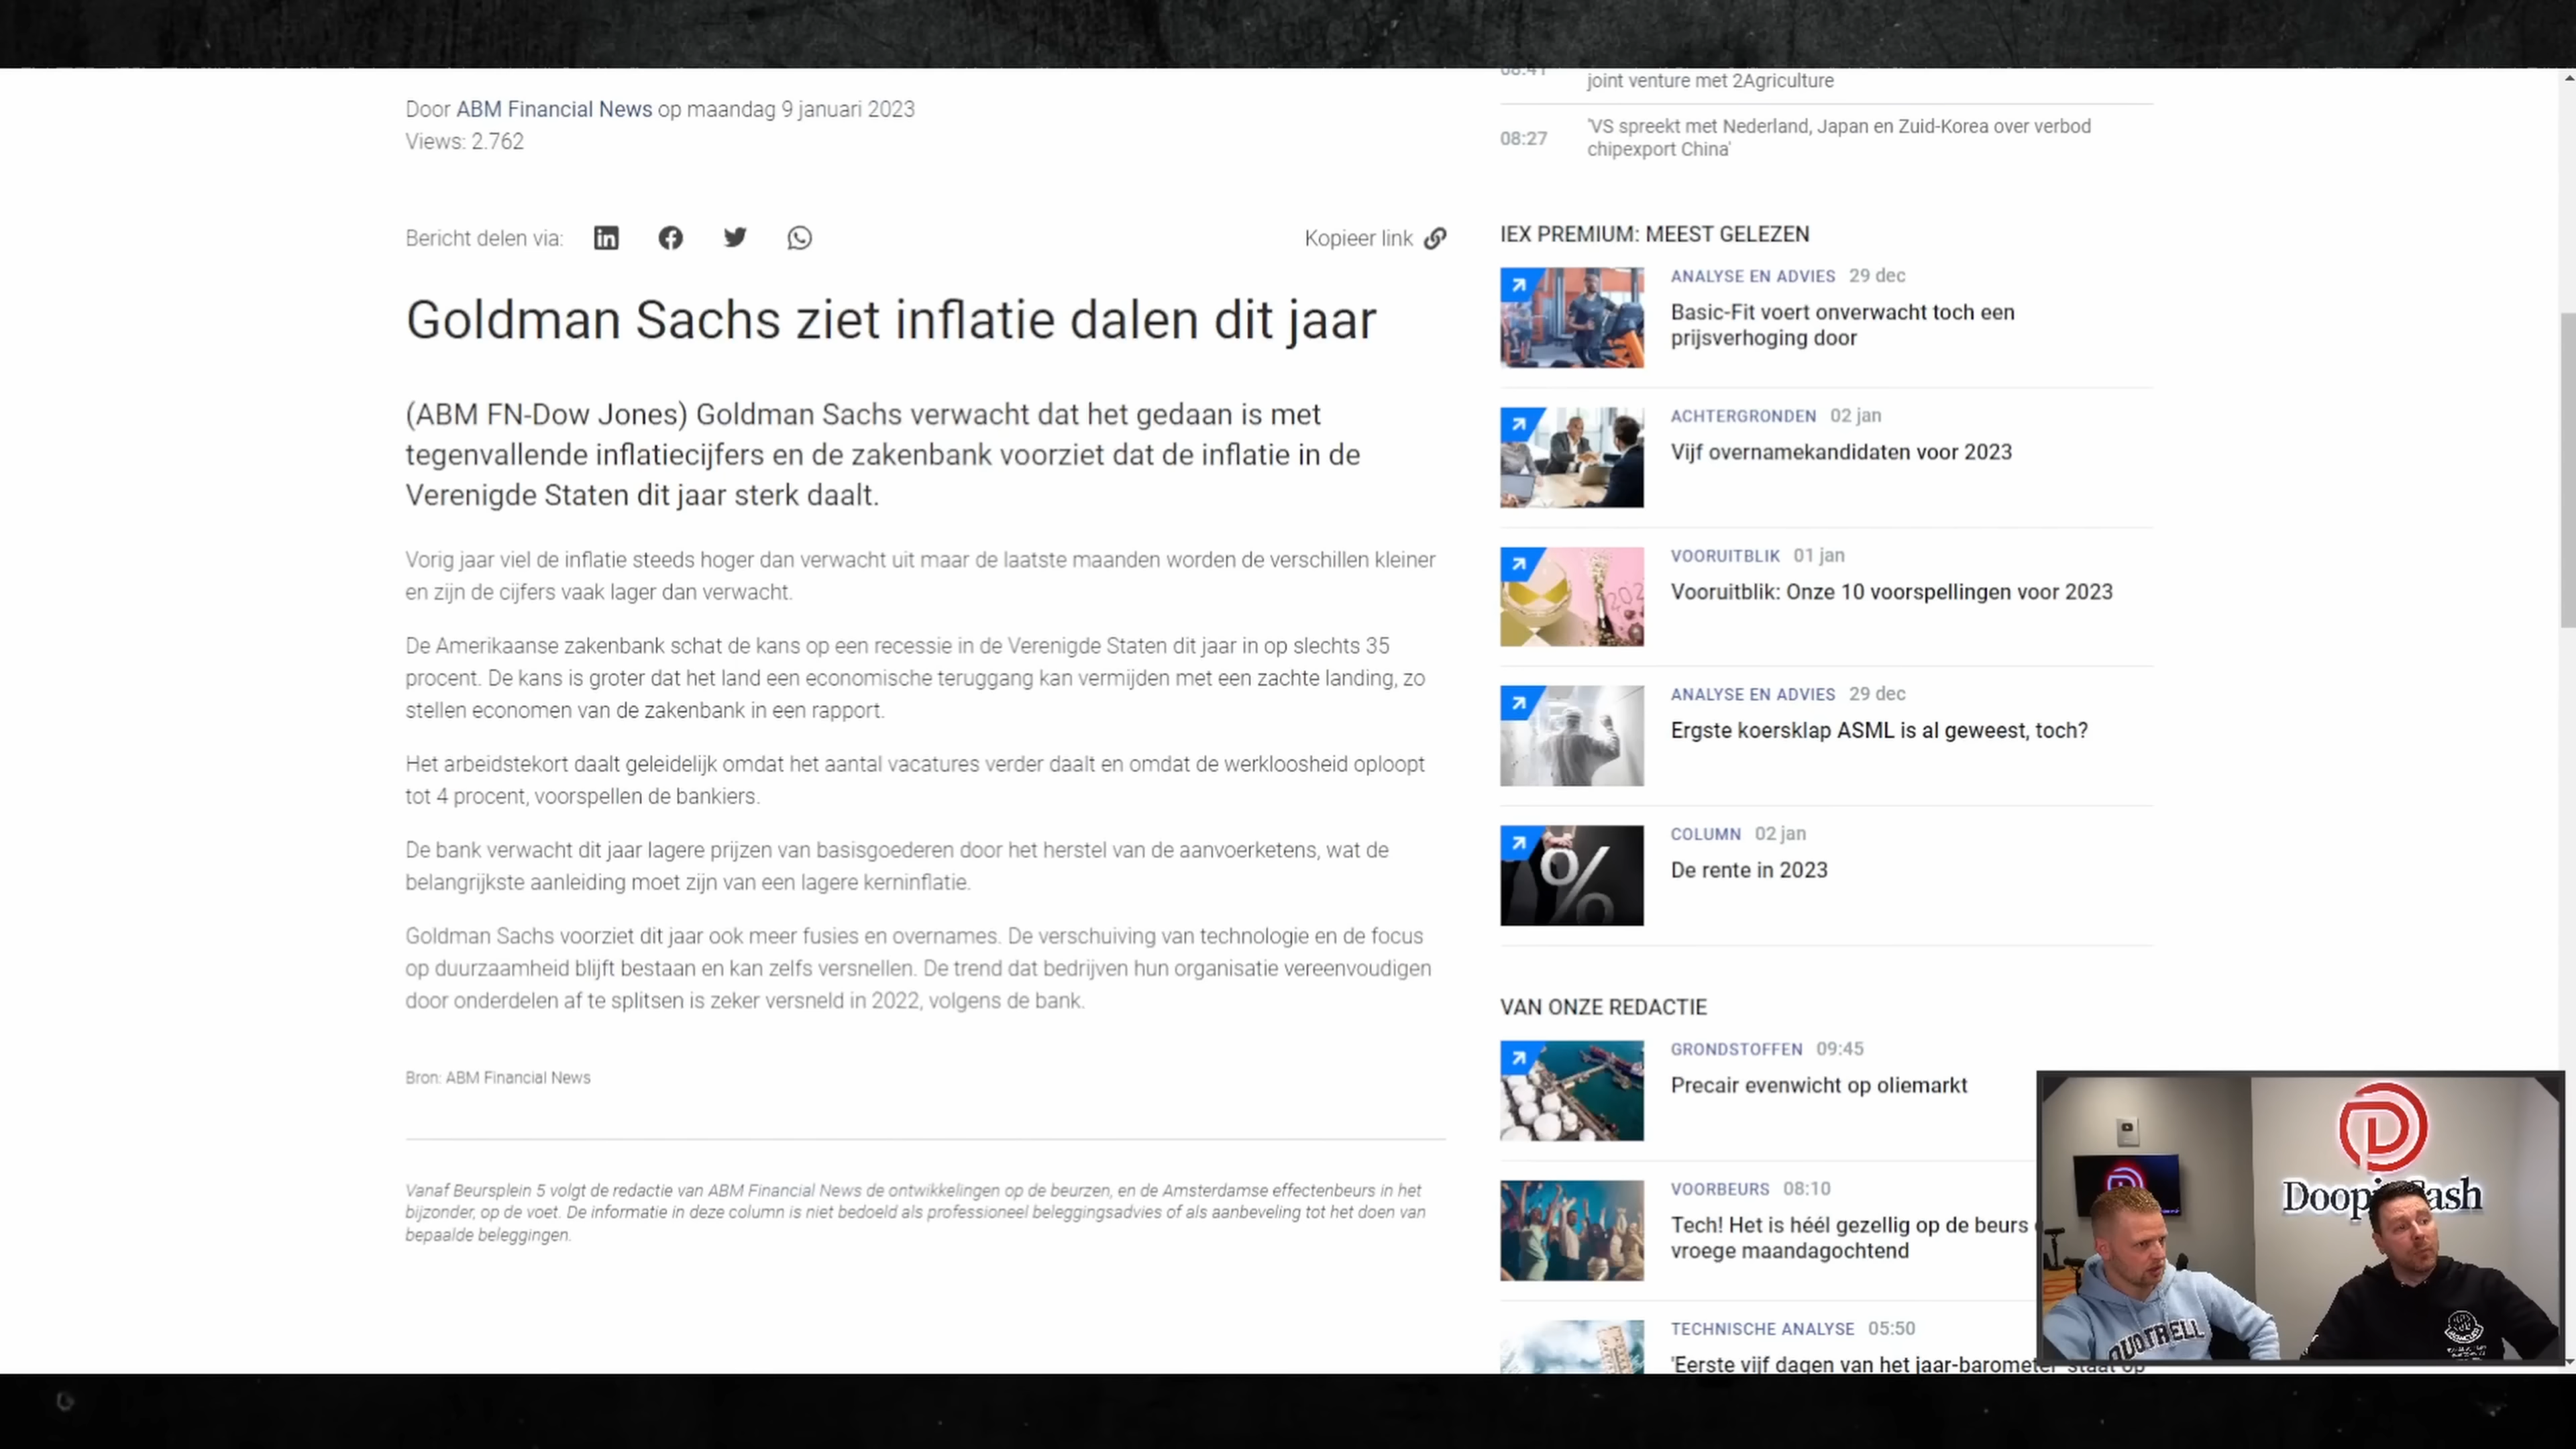 Door ABM Financial News op maandag 9 januari 2023
Views: 2.762
Bericht delen via:
Kopieer link
Goldman Sachs ziet inflatie dalen dit jaar
(ABM FN-Dow Jones) Goldman Sachs verwacht dat het gedaan is met
tegenvallende inflatiecijfers en de zakenbank voorziet dat de inflatie in de
Verenigde Staten dit jaar sterk daalt.
Vorig jaar viel de inflatie steeds hoger dan verwacht uit maar de laatste maanden worden de verschillen kleiner
en zijn de cijfers vaak lager dan verwacht.
De Amerikaanse zakenbank schat de kans op een recessie in de Verenigde Staten dit jaar in op slechts 35
procent. De kans is groter dat het land een economische teruggang kan vermijden met een zachte landing, zo
stellen economen van de zakenbank in een rapport.
Het arbeidstekort daalt geleidelijk omdat het aantal vacatures verder daalt en omdat de werkloosheid oploopt
tot 4 procent, voorspellen de bankiers.
De bank verwacht dit jaar lagere prijzen van basisgoederen door het herstel van de aanvoerketens, wat de
belangrijkste aanleiding moet zijn van een lagere kerninflatie.
Goldman Sachs voorziet dit jaar ook meer fusies en overnames. De verschuiving van technologie en de focus
op duurzaamheid blijft bestaan en kan zelfs versnellen. De trend dat bedrijven hun organisatie vereenvoudigen
door onderdelen af te splitsen is zeker versneld in 2022, volgens de bank.
Bron: ABM Financial News
Vanaf Beursplein 5 volgt de redactie van ABM Financial News de ontwikkelingen op de beurzen, en de Amsterdamse effectenbeurs in het
bijzonder, op de voet. De informatie in deze column is niet bedoeld als professioneel beleggingsadvies of als aanbeveling tot het doen van
bepaalde beleggingen.
08:41
joint venture met 2Agriculture
08:27
'VS spreekt met Nederland, Japan en Zuid-Korea over verbod
chipexport China'
IEX PREMIUM: MEEST GELEZEN
ANALYSE EN ADVIES 29 dec
Basic-Fit voert onverwacht toch een
prijsverhoging door
ACHTERGRONDEN 02 jan
Vijf overnamekandidaten voor 2023
VOORUITBLIK 01 jan
Vooruitblik: Onze 10 voorspellingen voor 2023
ANALYSE EN ADVIES 29 dec
Ergste koersklap ASML is al geweest, toch?
COLUMN 02 jan
De rente in 2023
VAN ONZE REDACTIE
GRONDSTOFFEN 09:45
Precair evenwicht op oliemarkt
VOORBEURS 08:10
Tech! Het is héél gezellig op de beurs
vroege maandagochtend
TECHNISCHE ANALYSE 05:50
'Eerste vijf dagen van het jaar-barometer' staat op